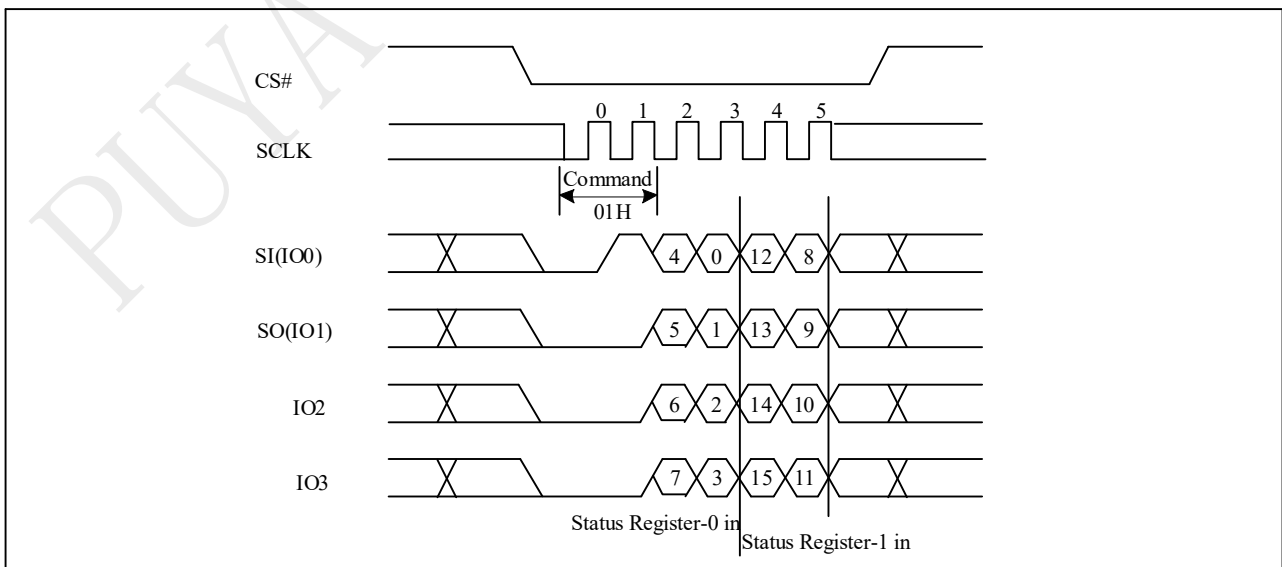 PUYA
CS#
0 1 2 3 4 5
SCLK
Command
01H
SI(IO0) 4 0 12 8
SO(IO1) 5 1 13 9
IO2 6 2 14 10
IO3 7 3 15 11
Status Register-0 in
Status Register-1 in